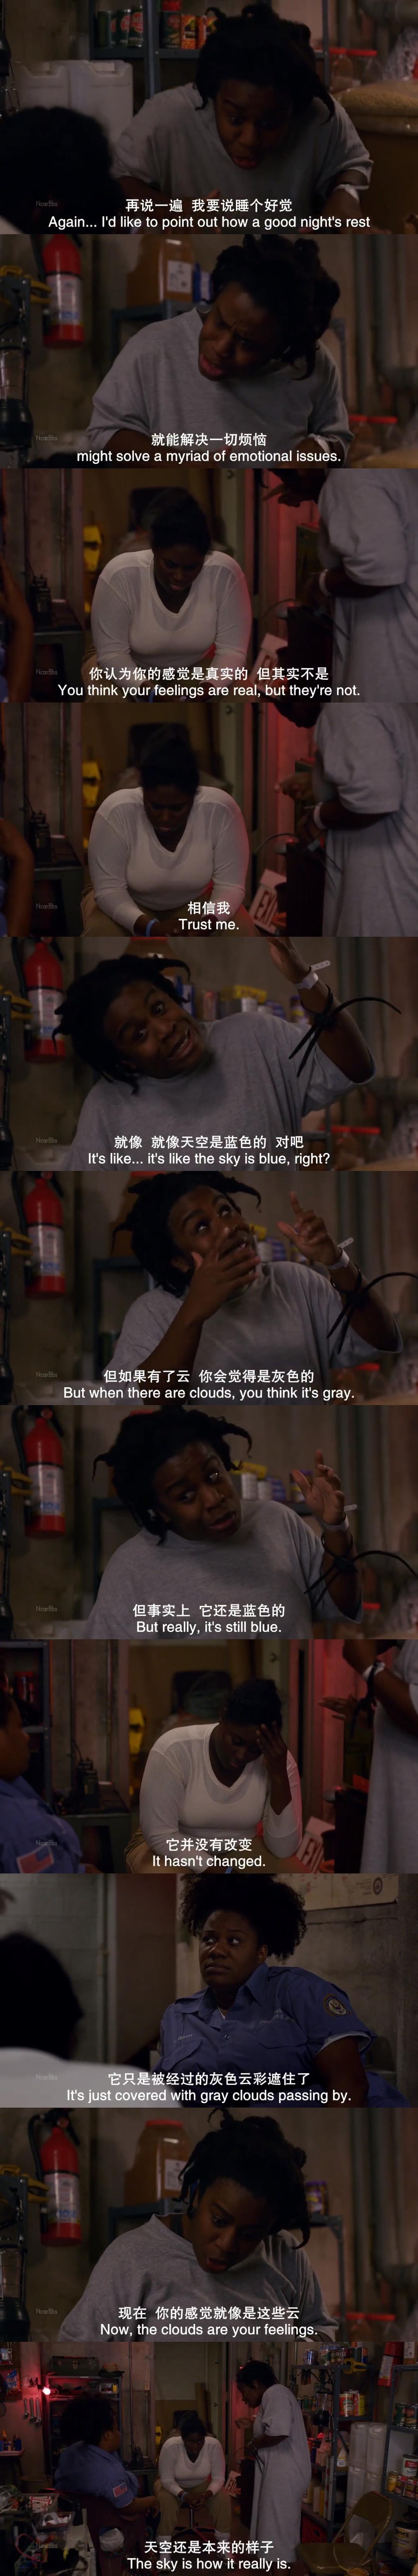 再说一遍 我要说睡个好觉
Again... I'd like to point out how a good night's rest
就能解决一切烦恼
might solve a myriad of emotional issues.
你认为你的感觉是真实的 但其实不是
You think your feelings are real, but they're not.
相信我
Trust me.
就像 就像天空是蓝色的 对吧
It's like... it's like the sky is blue, right?
但如果有了云 你会觉得是灰色的
But when there are clouds, you think it's gray.
但事实上 它还是蓝色的
But really, it's still blue.
它并没有改变
It hasn't changed.
它只是被经过的灰色云彩遮住了
It's just covered with gray clouds passing by.
现在 你的感觉就像是这些云
Now, the clouds are your feelings.
天空还是本来的样子
The sky is how it really is.